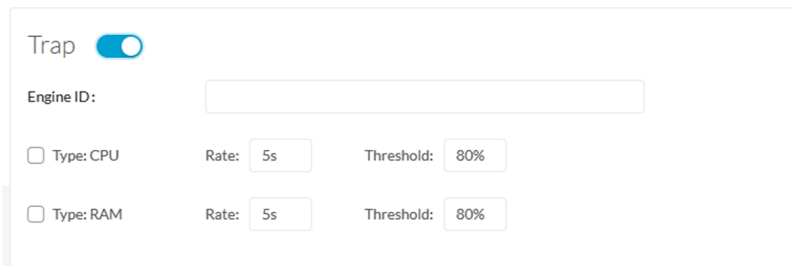 Trap
Engine ID:
Type: CPU Rate: 5s Threshold: 80%
Type: RAM Rate: 5s Threshold: 80%